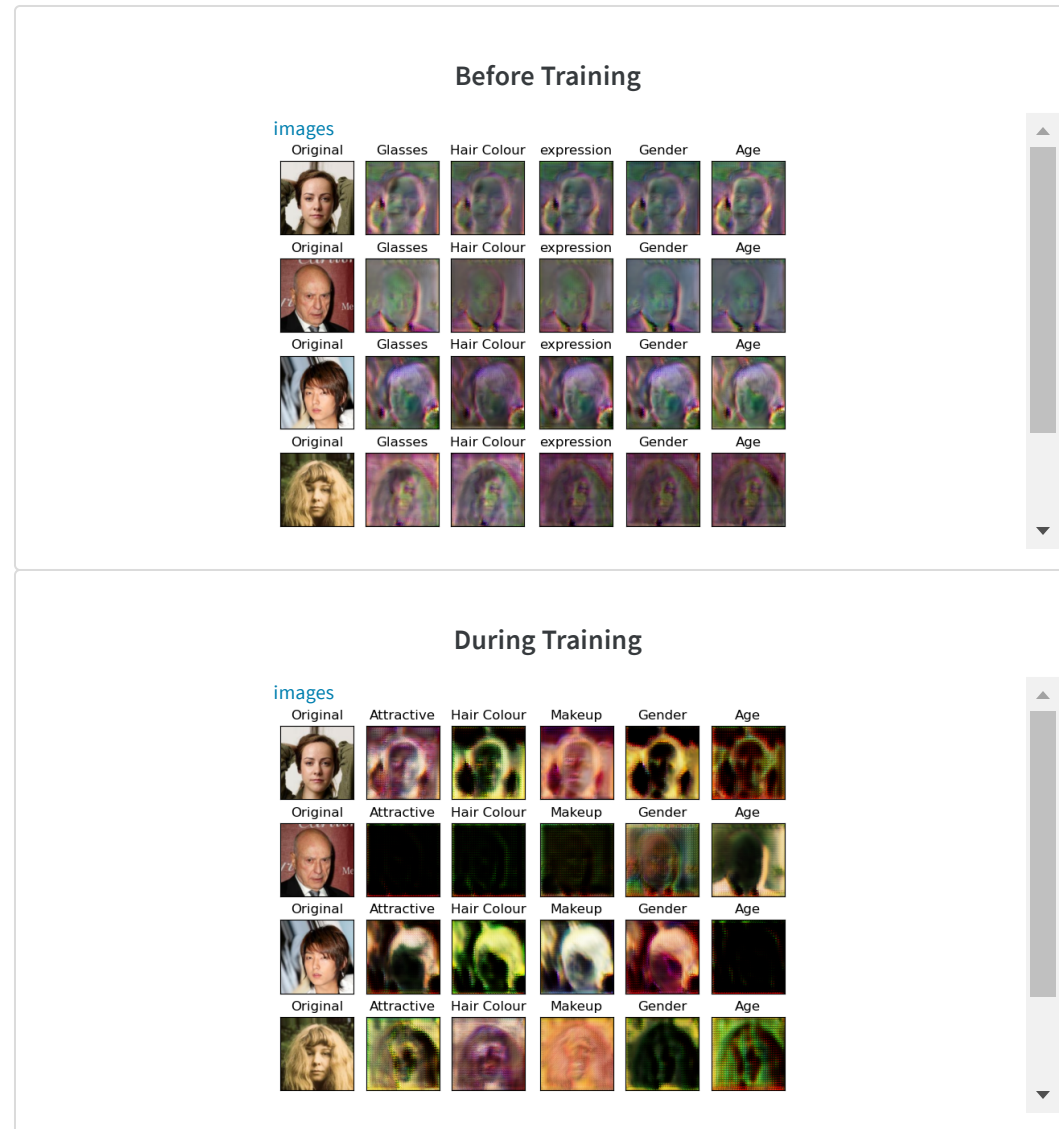 Before Training
images
Original Glasses Hair Colour expression Gender Age
Original Glasses Hair Colour expression Gender Age
Original Glasses Hair Colour expression Gender Age
Original Glasses Hair Colour expression Gender Age
During Training
images
Original Attractive Hair Colour Makeup Gender Age
Original Attractive Hair Colour Makeup Gender Age
Original Attractive Hair Colour Makeup Gender Age
Original Attractive Hair Colour Makeup Gender Age